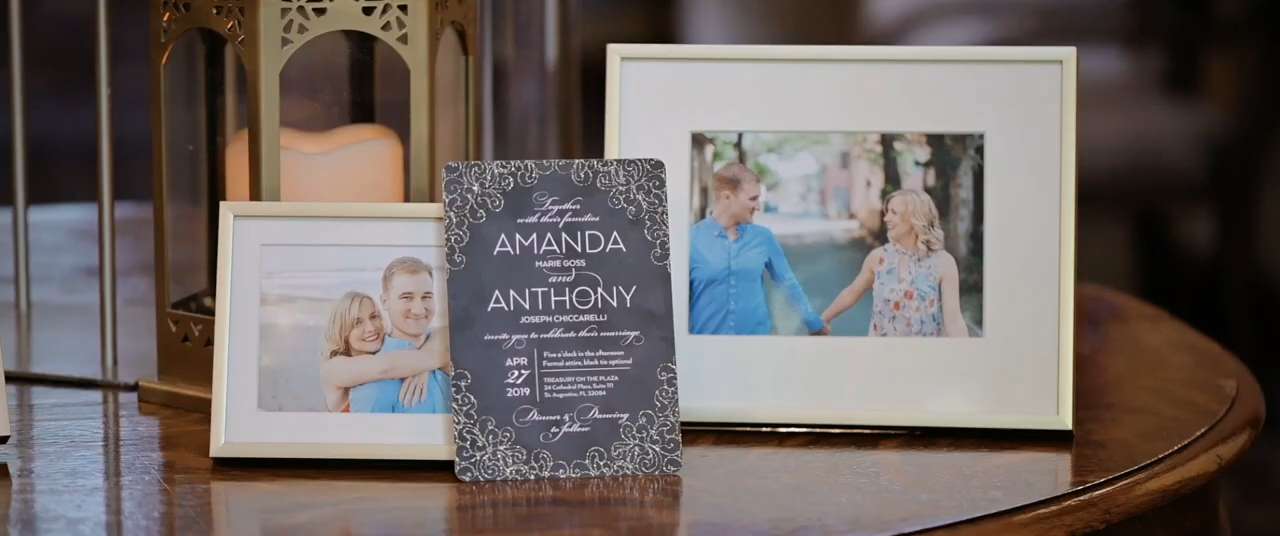 Together
with their families
AMANDA
MARIE GOSS
and
ANTHONY
JOSEPH CHICCARELLI
invite you to celebrate their marriage
APR
27
2019
Five o'clock in the afternoon
Formal attire, black tie optional
TREASURY ON THE PLAZA
24 Cathedral Place, Suite 111
St. Augustine, FL 32084
Dinner & Dancing
to follow